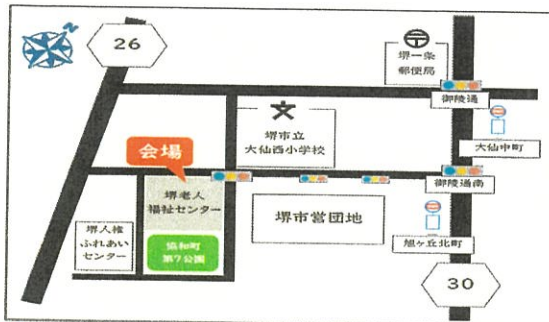 N
26
堺一条
郵便局
御陵通
堺市立
大仙西小学校
大仙中町
会場
御陵通南
堺老人
福祉センター
堺市営団地
堺人権
ふれあい
センター
協和町
第7公園
旭ヶ丘北町
30